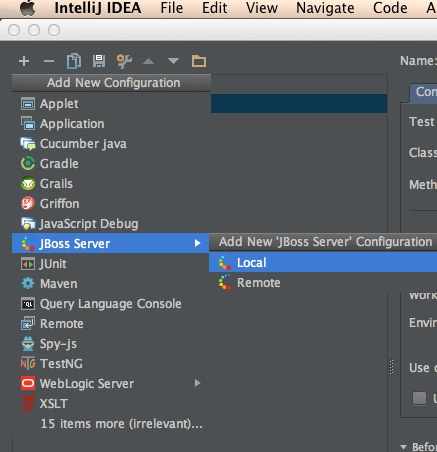 IntelliJ IDEA File Edit View Navigate Code A
Name:
Add New Configuration
Con
Applet
Application
Test
Cucumber java
Class
Gradle
Grails
Meth
Griffon
JavaScript Debug
JBoss Server
Add New 'JBoss Server' Configuration
JUnit
Local
Maven
Remote
Query Language Console
Work
Remote
Envir
Spy-js
TestNG
Use c
WebLogic Server
XSLT
U
15 items more (irrelevant)...
Befor